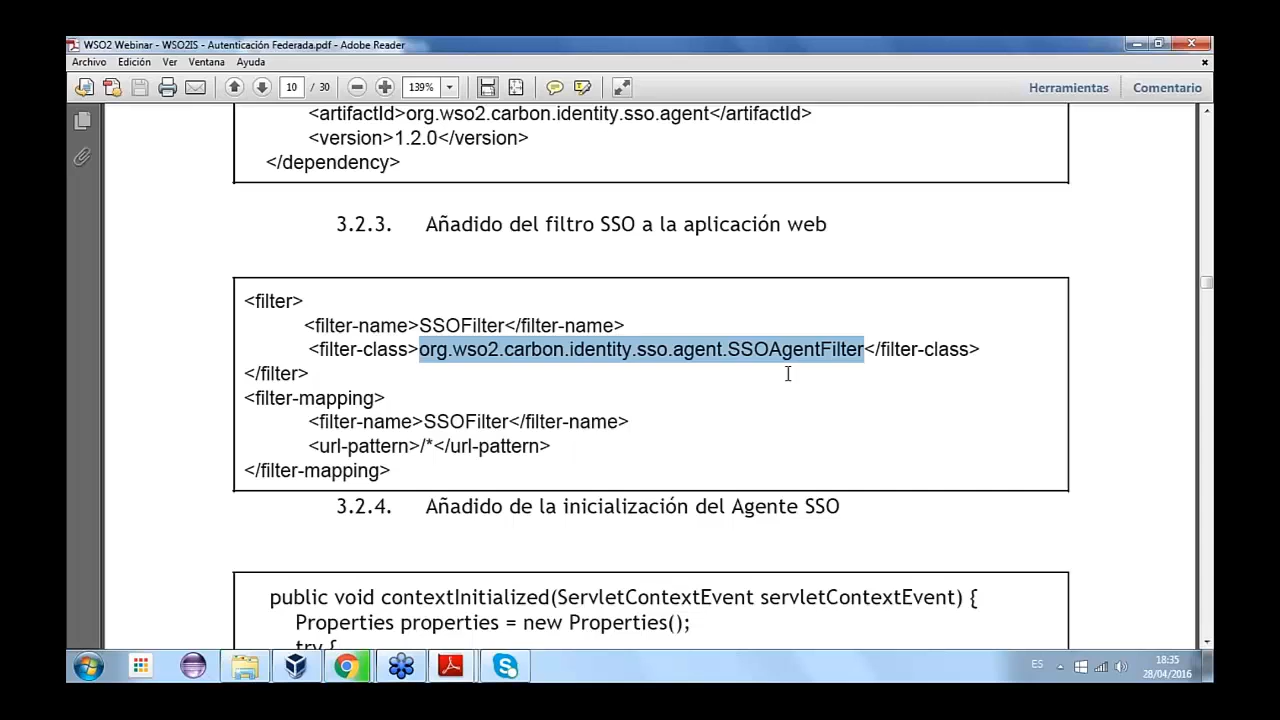 WSO2 Webinar - WSO2IS - Autenticación Federada.pdf - Adobe Reader
Archivo Edición Ver Ventana Ayuda
10 / 30 139% Herramientas Comentario
<artifactId>org.wso2.carbon.identity.sso.agent</artifactId>
<version>1.2.0</version>
</dependency>
3.2.3. Añadido del filtro SSO a la aplicación web
<filter>
<filter-name>SSOFilter</filter-name>
<filter-class>org.wso2.carbon.identity.sso.agent.SSOAgentFilter</filter-class>
</filter>
<filter-mapping>
<filter-name>SSOFilter</filter-name>
<url-pattern>/*</url-pattern>
</filter-mapping>
3.2.4. Añadido de la inicialización del Agente SSO
public void contextInitialized(ServletContextEvent servletContextEvent) {
Properties properties = new Properties();
try {
ES 18:35
28/04/2016